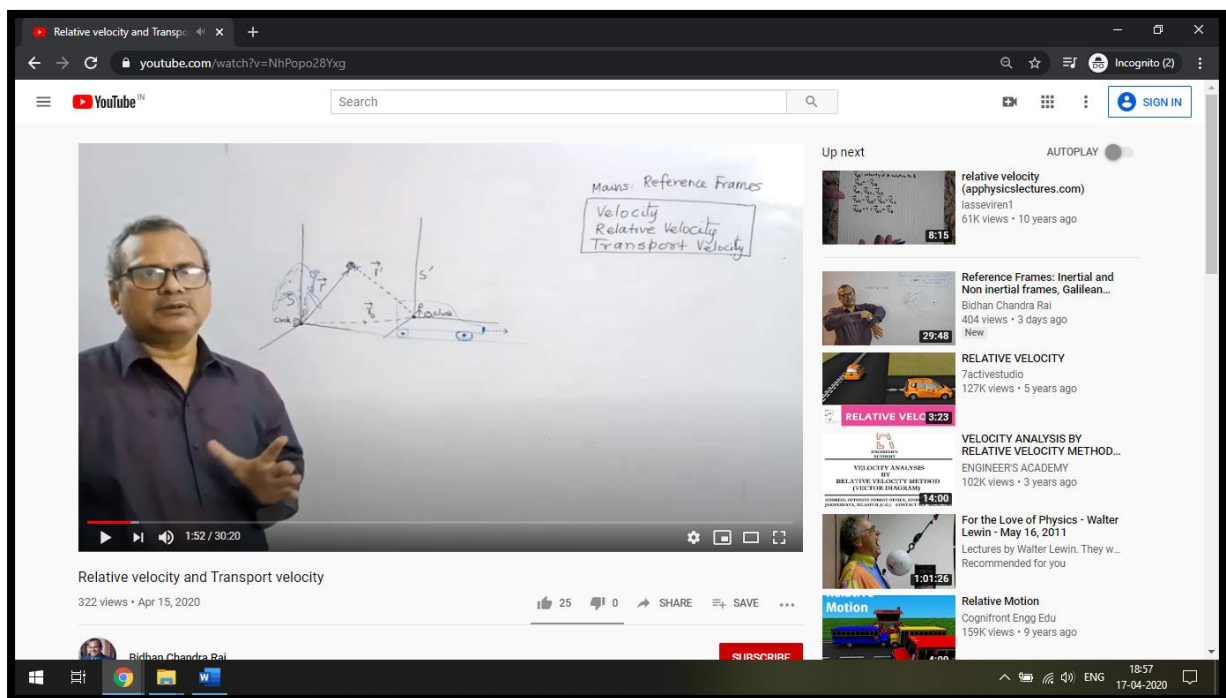 Relative velocity and Transpo
youtube.com/watch?v=NhPopo28Yxg
Incognito (2)
YouTube IN
Search
SIGN IN
Mains: Reference Frames
Velocity
Relative Velocity
Transport Velocity
S
r
r'
S'
r₀
Clock
1:52 / 30:20
Relative velocity and Transport velocity
322 views • Apr 15, 2020
25
0
SHARE
SAVE
Bidhan Chandra Rai
SUBSCRIBE
Up next
AUTOPLAY
8:15
relative velocity
(apphysicslectures.com)
lasseviren1
61K views • 10 years ago
29:48
Reference Frames: Inertial and
Non inertial frames, Galilean...
Bidhan Chandra Rai
404 views • 3 days ago
New
RELATIVE VELO
3:23
RELATIVE VELOCITY
7activestudio
127K views • 5 years ago
ENGINEER'S
ACADEMY
VELOCITY ANALYSIS
BY
RELATIVE VELOCITY METHOD
(VECTOR DIAGRAM)
14:00
VELOCITY ANALYSIS BY
RELATIVE VELOCITY METHOD...
ENGINEER'S ACADEMY
102K views • 3 years ago
1:01:26
For the Love of Physics - Walter
Lewin - May 16, 2011
Lectures by Walter Lewin. They w...
Recommended for you
Motion
4:00
Relative Motion
Cognifront Engg Edu
159K views • 9 years ago
ENG
18:57
17-04-2020